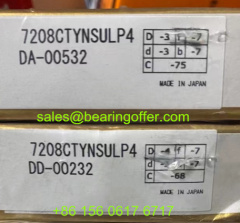 7208CTYNSULP4
DA-00532
D -3 f -7
d -3 b -7
C -75
MADE IN JAPAN
sales@bearingoffer.com
7208CTYNSULP4
DD-00232
D -4 f -7
d -7
C -68
MADE IN JAPAN
+86 156 0617 6717